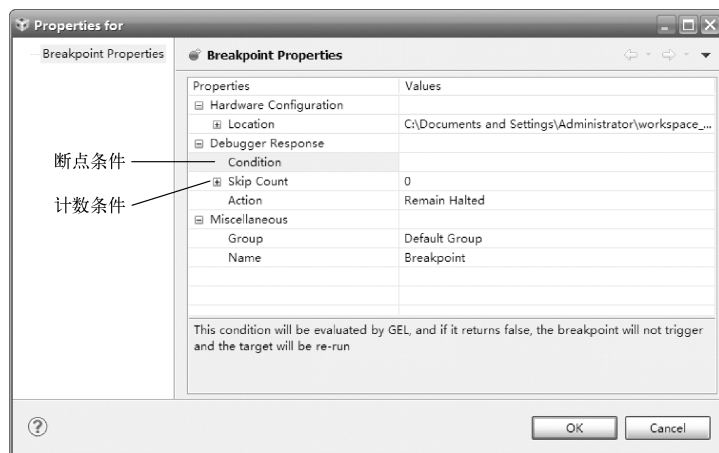 Properties for
Breakpoint Properties
Breakpoint Properties
Properties Values
Hardware Configuration
Location C:\Documents and Settings\Administrator\workspace_...
Debugger Response
断点条件 Condition
Skip Count 0
计数条件
Action Remain Halted
Miscellaneous
Group Default Group
Name Breakpoint
This condition will be evaluated by GEL, and if it returns false, the breakpoint will not trigger
and the target will be re-run
OK Cancel